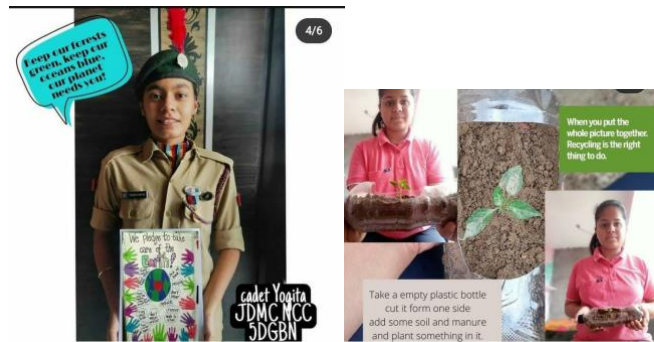 4/6
Keep our forests
green, keep our
oceans blue.
our planet
needs you!
We pledge to take
care of the
Earth!
cadet Yogita
JDMC NCC
5DGBN
When you put the
whole picture together.
Recycling is the right
thing to do.
Take a empty plastic bottle
cut it form one side
add some soil and manure
and plant something in it.